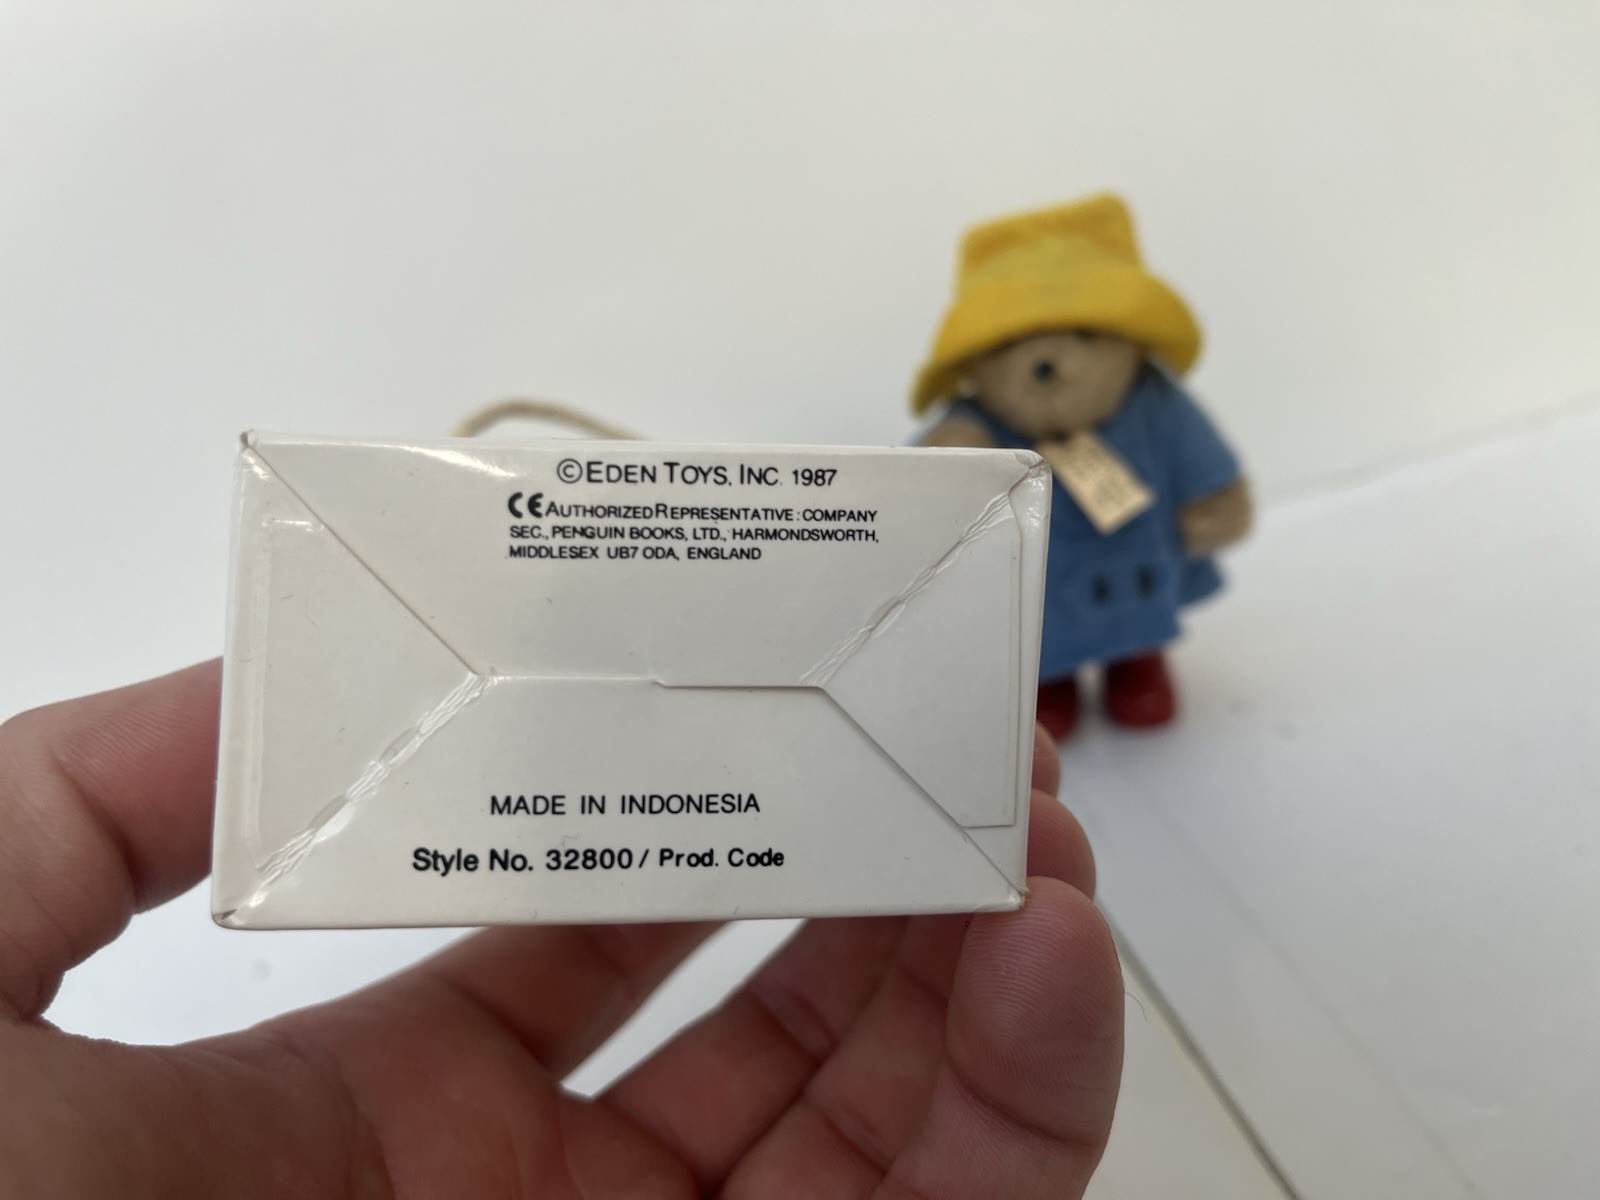 ©EDEN TOYS, INC. 1987
CE AUTHORIZED REPRESENTATIVE: COMPANY
SEC., PENGUIN BOOKS, LTD., HARMONDSWORTH,
MIDDLESEX UB7 ODA, ENGLAND
MADE IN INDONESIA
Style No. 32800 / Prod. Code